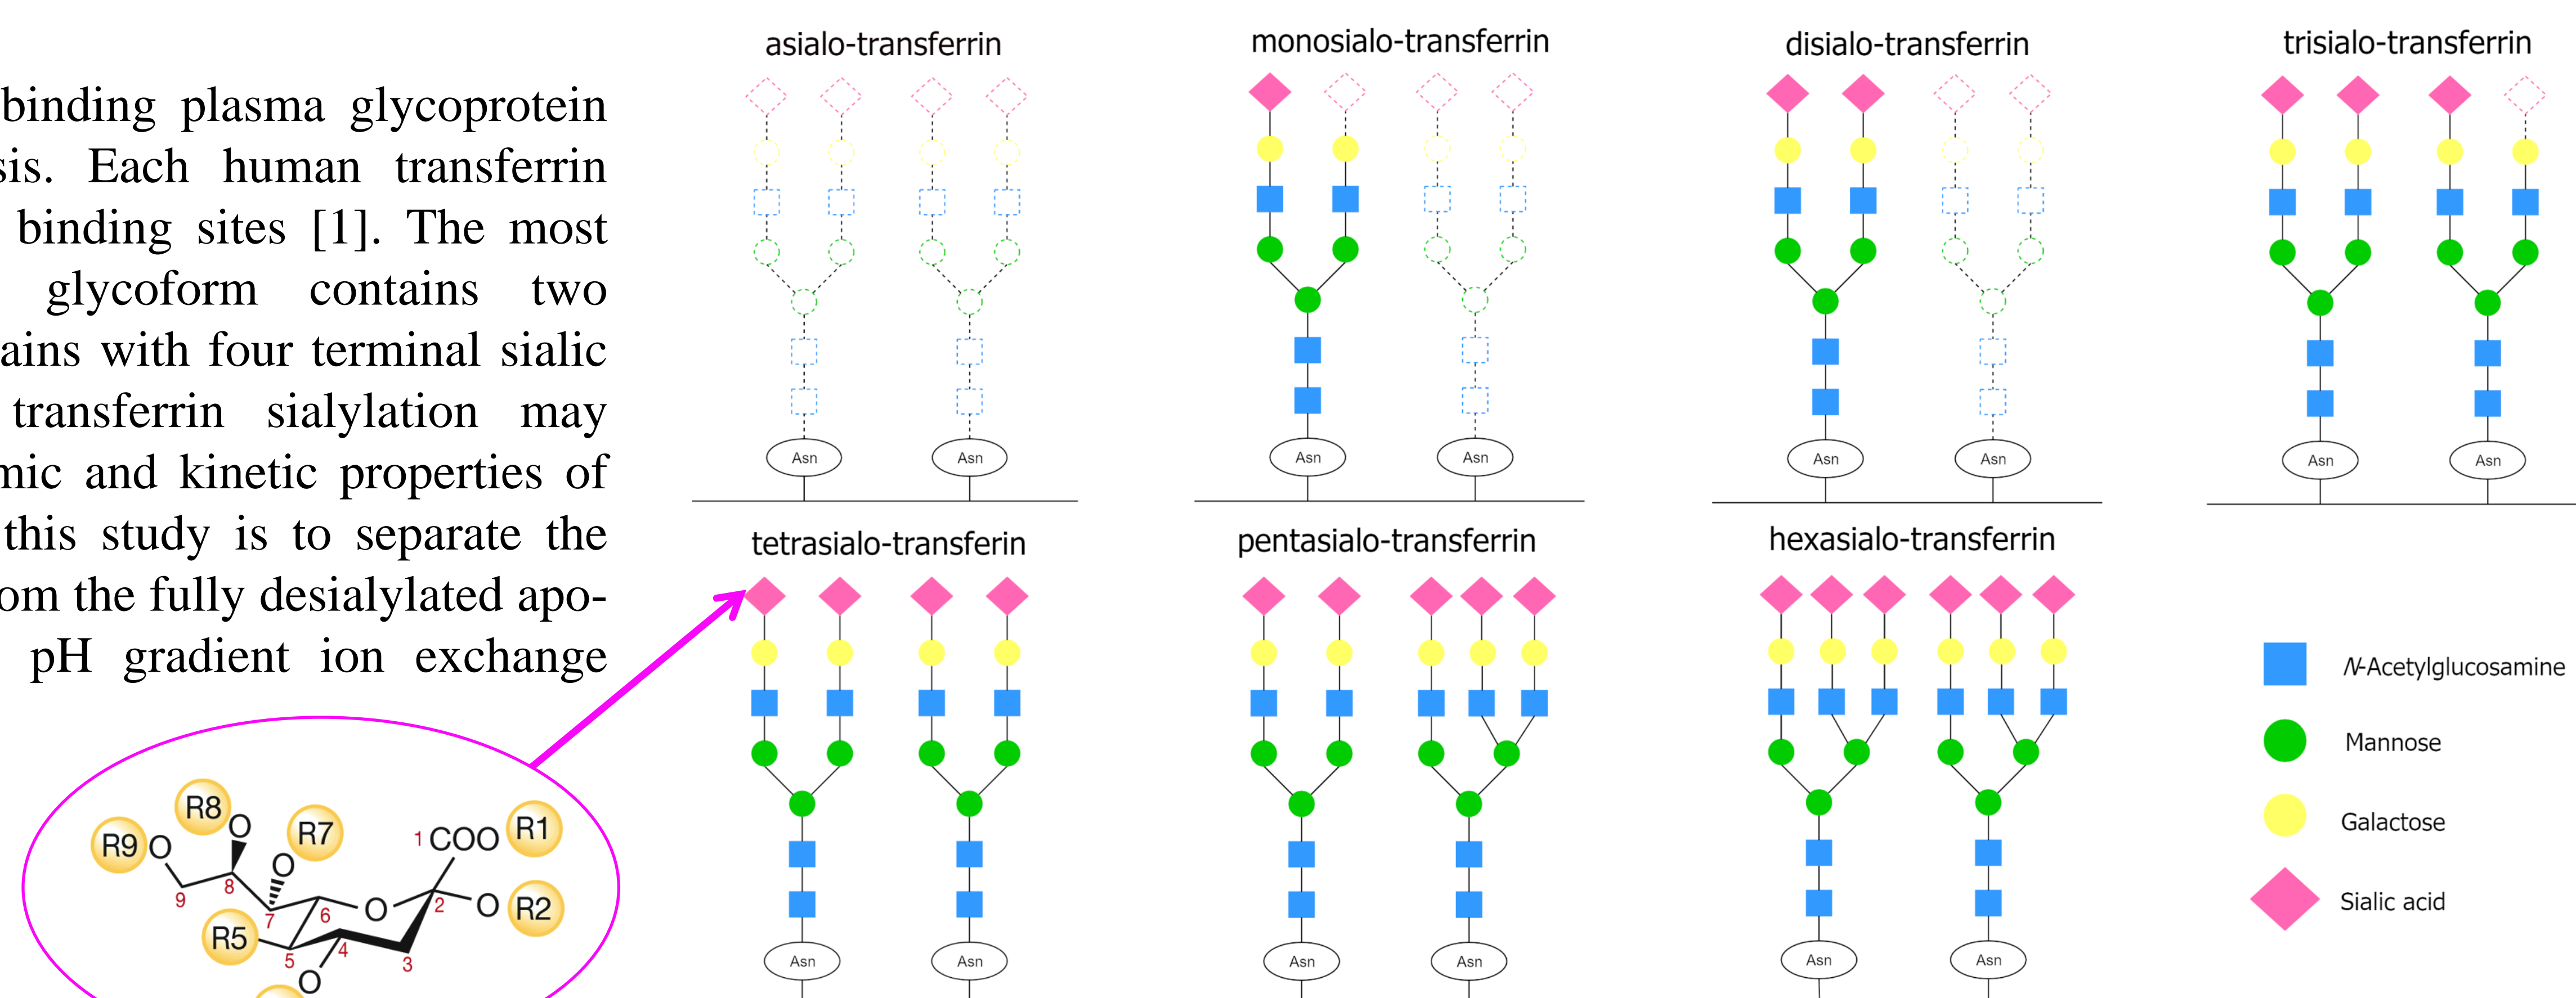 binding plasma glycoprotein
sis. Each human transferrin
binding sites [1]. The most
glycoform contains two
ains with four terminal sialic
transferrin sialylation may
mic and kinetic properties of
this study is to separate the
om the fully desialylated apo-
pH gradient ion exchange
asialo-transferrin
monosialo-transferrin
disialo-transferrin
trisialo-transferrin
Asn
Asn
Asn
Asn
Asn
Asn
Asn
Asn
tetrasialo-transferin
pentasialo-transferrin
hexasialo-transferrin
Asn
Asn
Asn
Asn
Asn
Asn
N-Acetylglucosamine
Mannose
Galactose
Sialic acid
R8
O
R7
R9
O
O
1
COO
R1
9
8
7
6
O
2
O
R2
R5
5
4
3
O